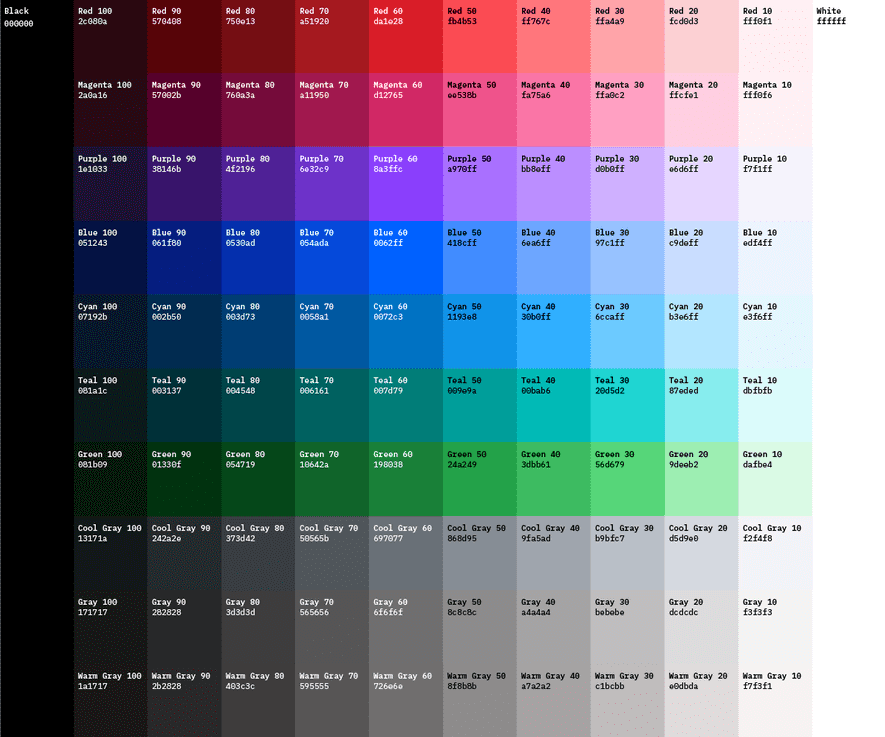 Black
000000
Red 100
2c080a
Red 90
570408
Red 80
750e13
Red 70
a51920
Red 60
da1e28
Red 50
fb4b53
Red 40
ff767c
Red 30
ffa4a9
Red 20
fcd0d3
Red 10
fff0f1
White
ffffff
Magenta 100
2a0a16
Magenta 90
57002b
Magenta 80
760a3a
Magenta 70
a11950
Magenta 60
d12765
Magenta 50
ee538b
Magenta 40
fa75a6
Magenta 30
ffa0c2
Magenta 20
ffcfe1
Magenta 10
fff0f6
Purple 100
1e1033
Purple 90
38146b
Purple 80
4f2196
Purple 70
6e32c9
Purple 60
8a3ffc
Purple 50
a970ff
Purple 40
bb8eff
Purple 30
d0b0ff
Purple 20
e6d6ff
Purple 10
f7f1ff
Blue 100
051243
Blue 90
061f80
Blue 80
0530ad
Blue 70
054ada
Blue 60
0062ff
Blue 50
418cff
Blue 40
6ea6ff
Blue 30
97c1ff
Blue 20
c9deff
Blue 10
edf4ff
Cyan 100
07192b
Cyan 90
002b50
Cyan 80
003d73
Cyan 70
0058a1
Cyan 60
0072c3
Cyan 50
1193e8
Cyan 40
30b0ff
Cyan 30
6ccaff
Cyan 20
b3e6ff
Cyan 10
e3f6ff
Teal 100
081a1c
Teal 90
003137
Teal 80
004548
Teal 70
006161
Teal 60
007d79
Teal 50
009e9a
Teal 40
00bab6
Teal 30
20d5d2
Teal 20
87eded
Teal 10
dbfbfb
Green 100
081b09
Green 90
01330f
Green 80
054719
Green 70
10642a
Green 60
198038
Green 50
24a249
Green 40
3dbb61
Green 30
56d679
Green 20
9deeb2
Green 10
dafbe4
Cool Gray 100
13171a
Cool Gray 90
242a2e
Cool Gray 80
373d42
Cool Gray 70
50565b
Cool Gray 60
697077
Cool Gray 50
868d95
Cool Gray 40
9fa5ad
Cool Gray 30
b9bfc7
Cool Gray 20
d5d9e0
Cool Gray 10
f2f4f8
Gray 100
171717
Gray 90
282828
Gray 80
3d3d3d
Gray 70
565656
Gray 60
6f6f6f
Gray 50
8c8c8c
Gray 40
a4a4a4
Gray 30
bebebe
Gray 20
dcdcdc
Gray 10
f3f3f3
Warm Gray 100
1a1717
Warm Gray 90
2b2828
Warm Gray 80
403c3c
Warm Gray 70
595555
Warm Gray 60
726e6e
Warm Gray 50
8f8b8b
Warm Gray 40
a7a2a2
Warm Gray 30
c1bcbb
Warm Gray 20
e0dbda
Warm Gray 10
f7f3f1